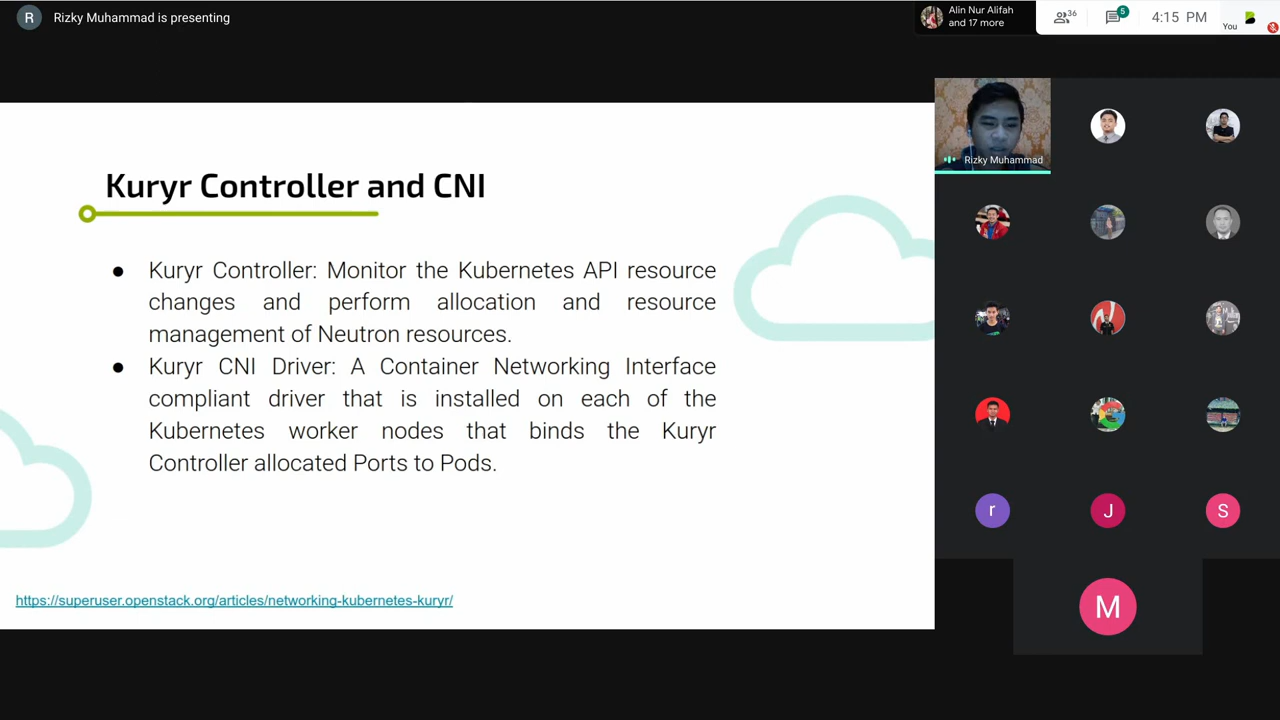 R Rizky Muhammad is presenting
Alin Nur Alifah
and 17 more
36
5
4:15 PM
You
Rizky Muhammad
Kuryr Controller and CNI
● Kuryr Controller: Monitor the Kubernetes API resource
changes and perform allocation and resource
management of Neutron resources.
● Kuryr CNI Driver: A Container Networking Interface
compliant driver that is installed on each of the
Kubernetes worker nodes that binds the Kuryr
Controller allocated Ports to Pods.
https://superuser.openstack.org/articles/networking-kubernetes-kuryr/
r J S
M